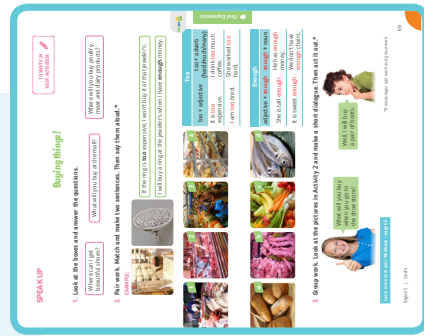 SPEAK UP
Buying things!
TO WRITE IN
YOUR NOTEBOOK
1. Look at the boxes and answer the questions.
Where can I get
beautiful shoes?
What will you buy at the mall?
Where will you buy poultry,
meat and dairy products?
2. Pair work. Match and make two sentences. Then say them aloud.*
EXAMPLE:
If the ring is too expensive, I won't buy it at that jeweler's.
I will buy a ring at the jeweler's when I have enough money.
Oral Expression
Too
too + adjective
too + adverb
(hard/much/many)
It is too
expensive.
I drink too much
coffee.
I am too tired.
She worked too
hard.
Enough
adjective + enough
enough + noun
She is tall enough.
He has enough
money.
It is sweet enough.
We don't have
enough chairs.
3. Group work. Look at the pictures in Activity 2 and make a short dialogue. Then act it out.*
What will you buy
when you go to
the shoe store?
Well, I will buy
a pair of boots.
English
69